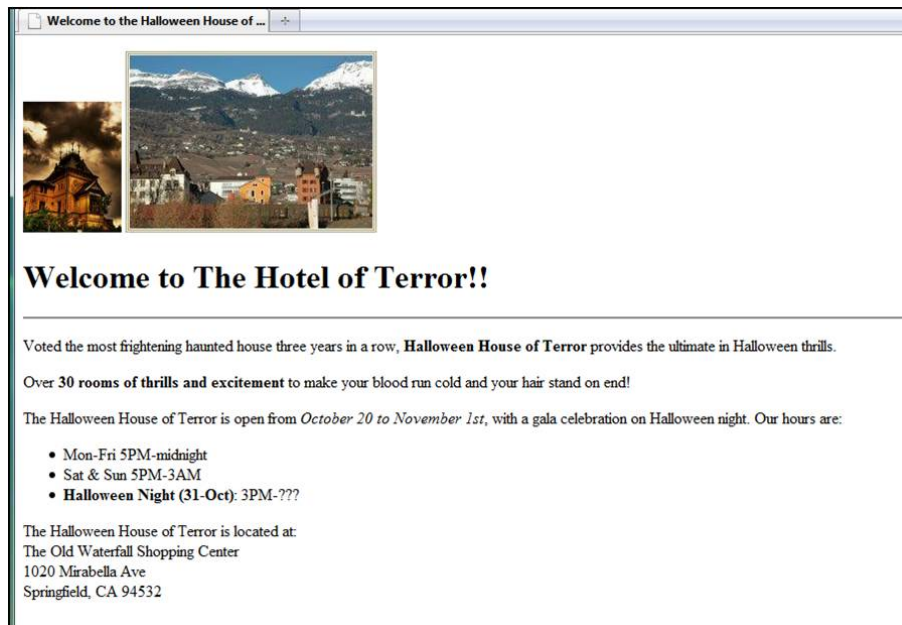 Welcome to the Halloween House of ...
Welcome to The Hotel of Terror!!
Voted the most frightening haunted house three years in a row, Halloween House of Terror provides the ultimate in Halloween thrills.
Over 30 rooms of thrills and excitement to make your blood run cold and your hair stand on end!
The Halloween House of Terror is open from October 20 to November 1st, with a gala celebration on Halloween night. Our hours are:
• Mon-Fri 5PM-midnight
• Sat & Sun 5PM-3AM
• Halloween Night (31-Oct): 3PM-???
The Halloween House of Terror is located at:
The Old Waterfall Shopping Center
1020 Mirabella Ave
Springfield, CA 94532